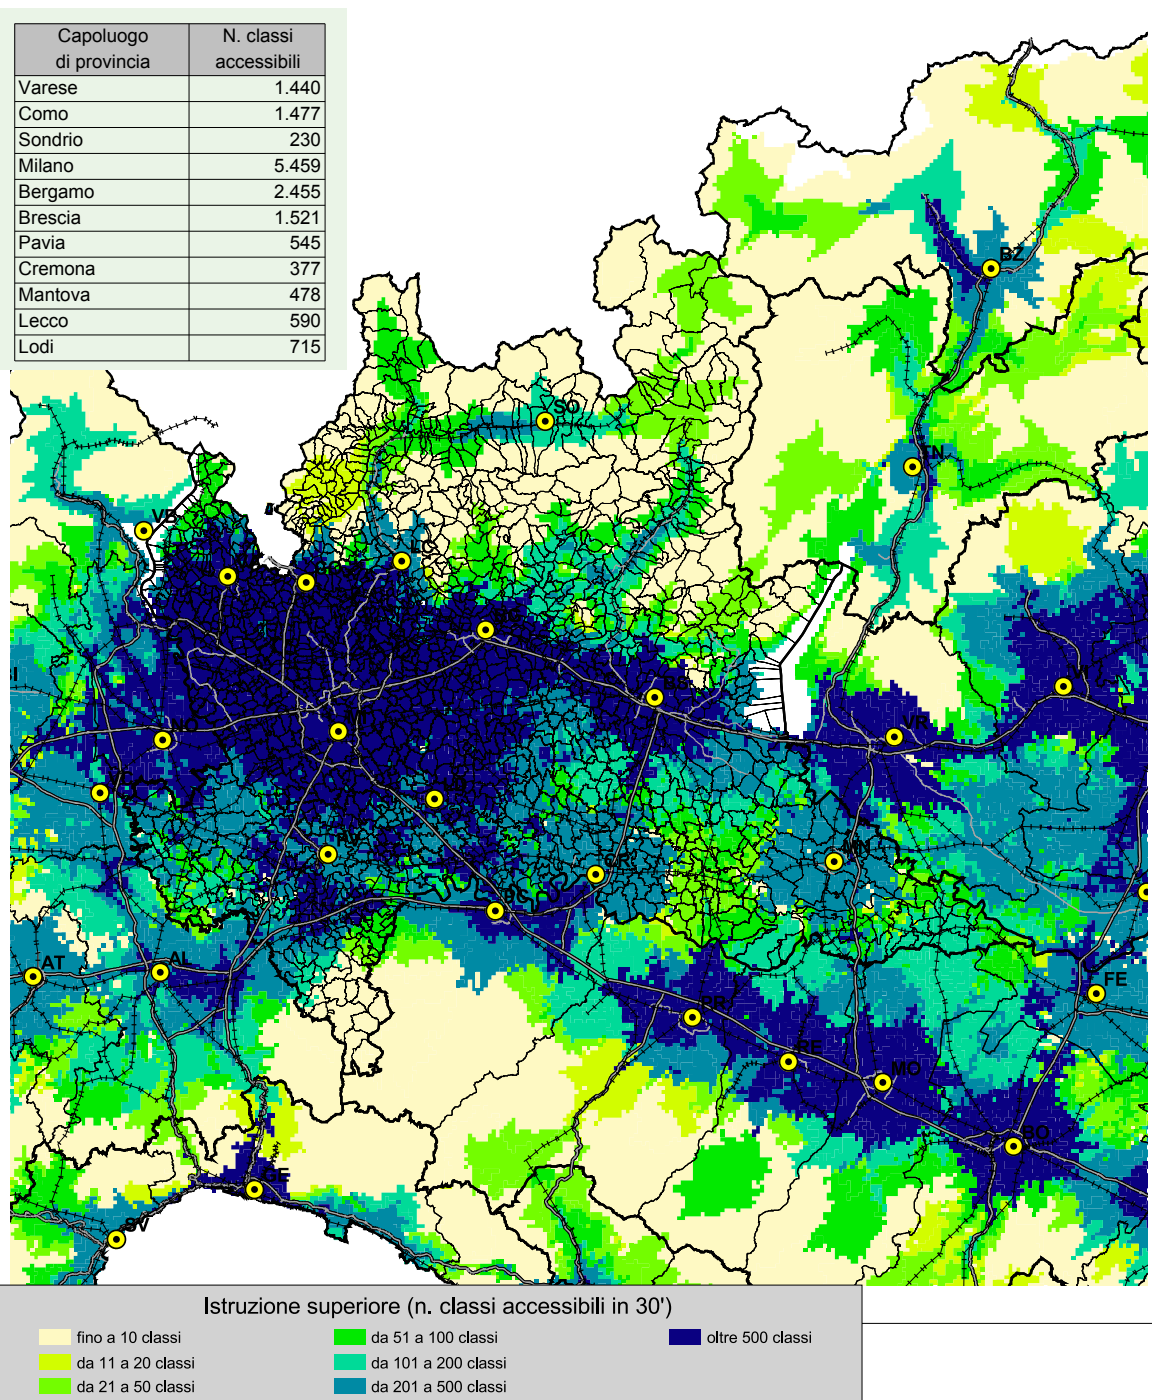 Capoluogo di provincia N. classi accessibili
Varese 1.440
Como 1.477
Sondrio 230
Milano 5.459
Bergamo 2.455
Brescia 1.521
Pavia 545
Cremona 377
Mantova 478
Lecco 590
Lodi 715
BZ
SO
TN
VB
LC
BS
VI
NO
VR
CR
MN
PC
AT
AL
FE
PR
RE
MO
BO
GE
SV
Istruzione superiore (n. classi accessibili in 30')
fino a 10 classi
da 11 a 20 classi
da 21 a 50 classi
da 51 a 100 classi
da 101 a 200 classi
da 201 a 500 classi
oltre 500 classi